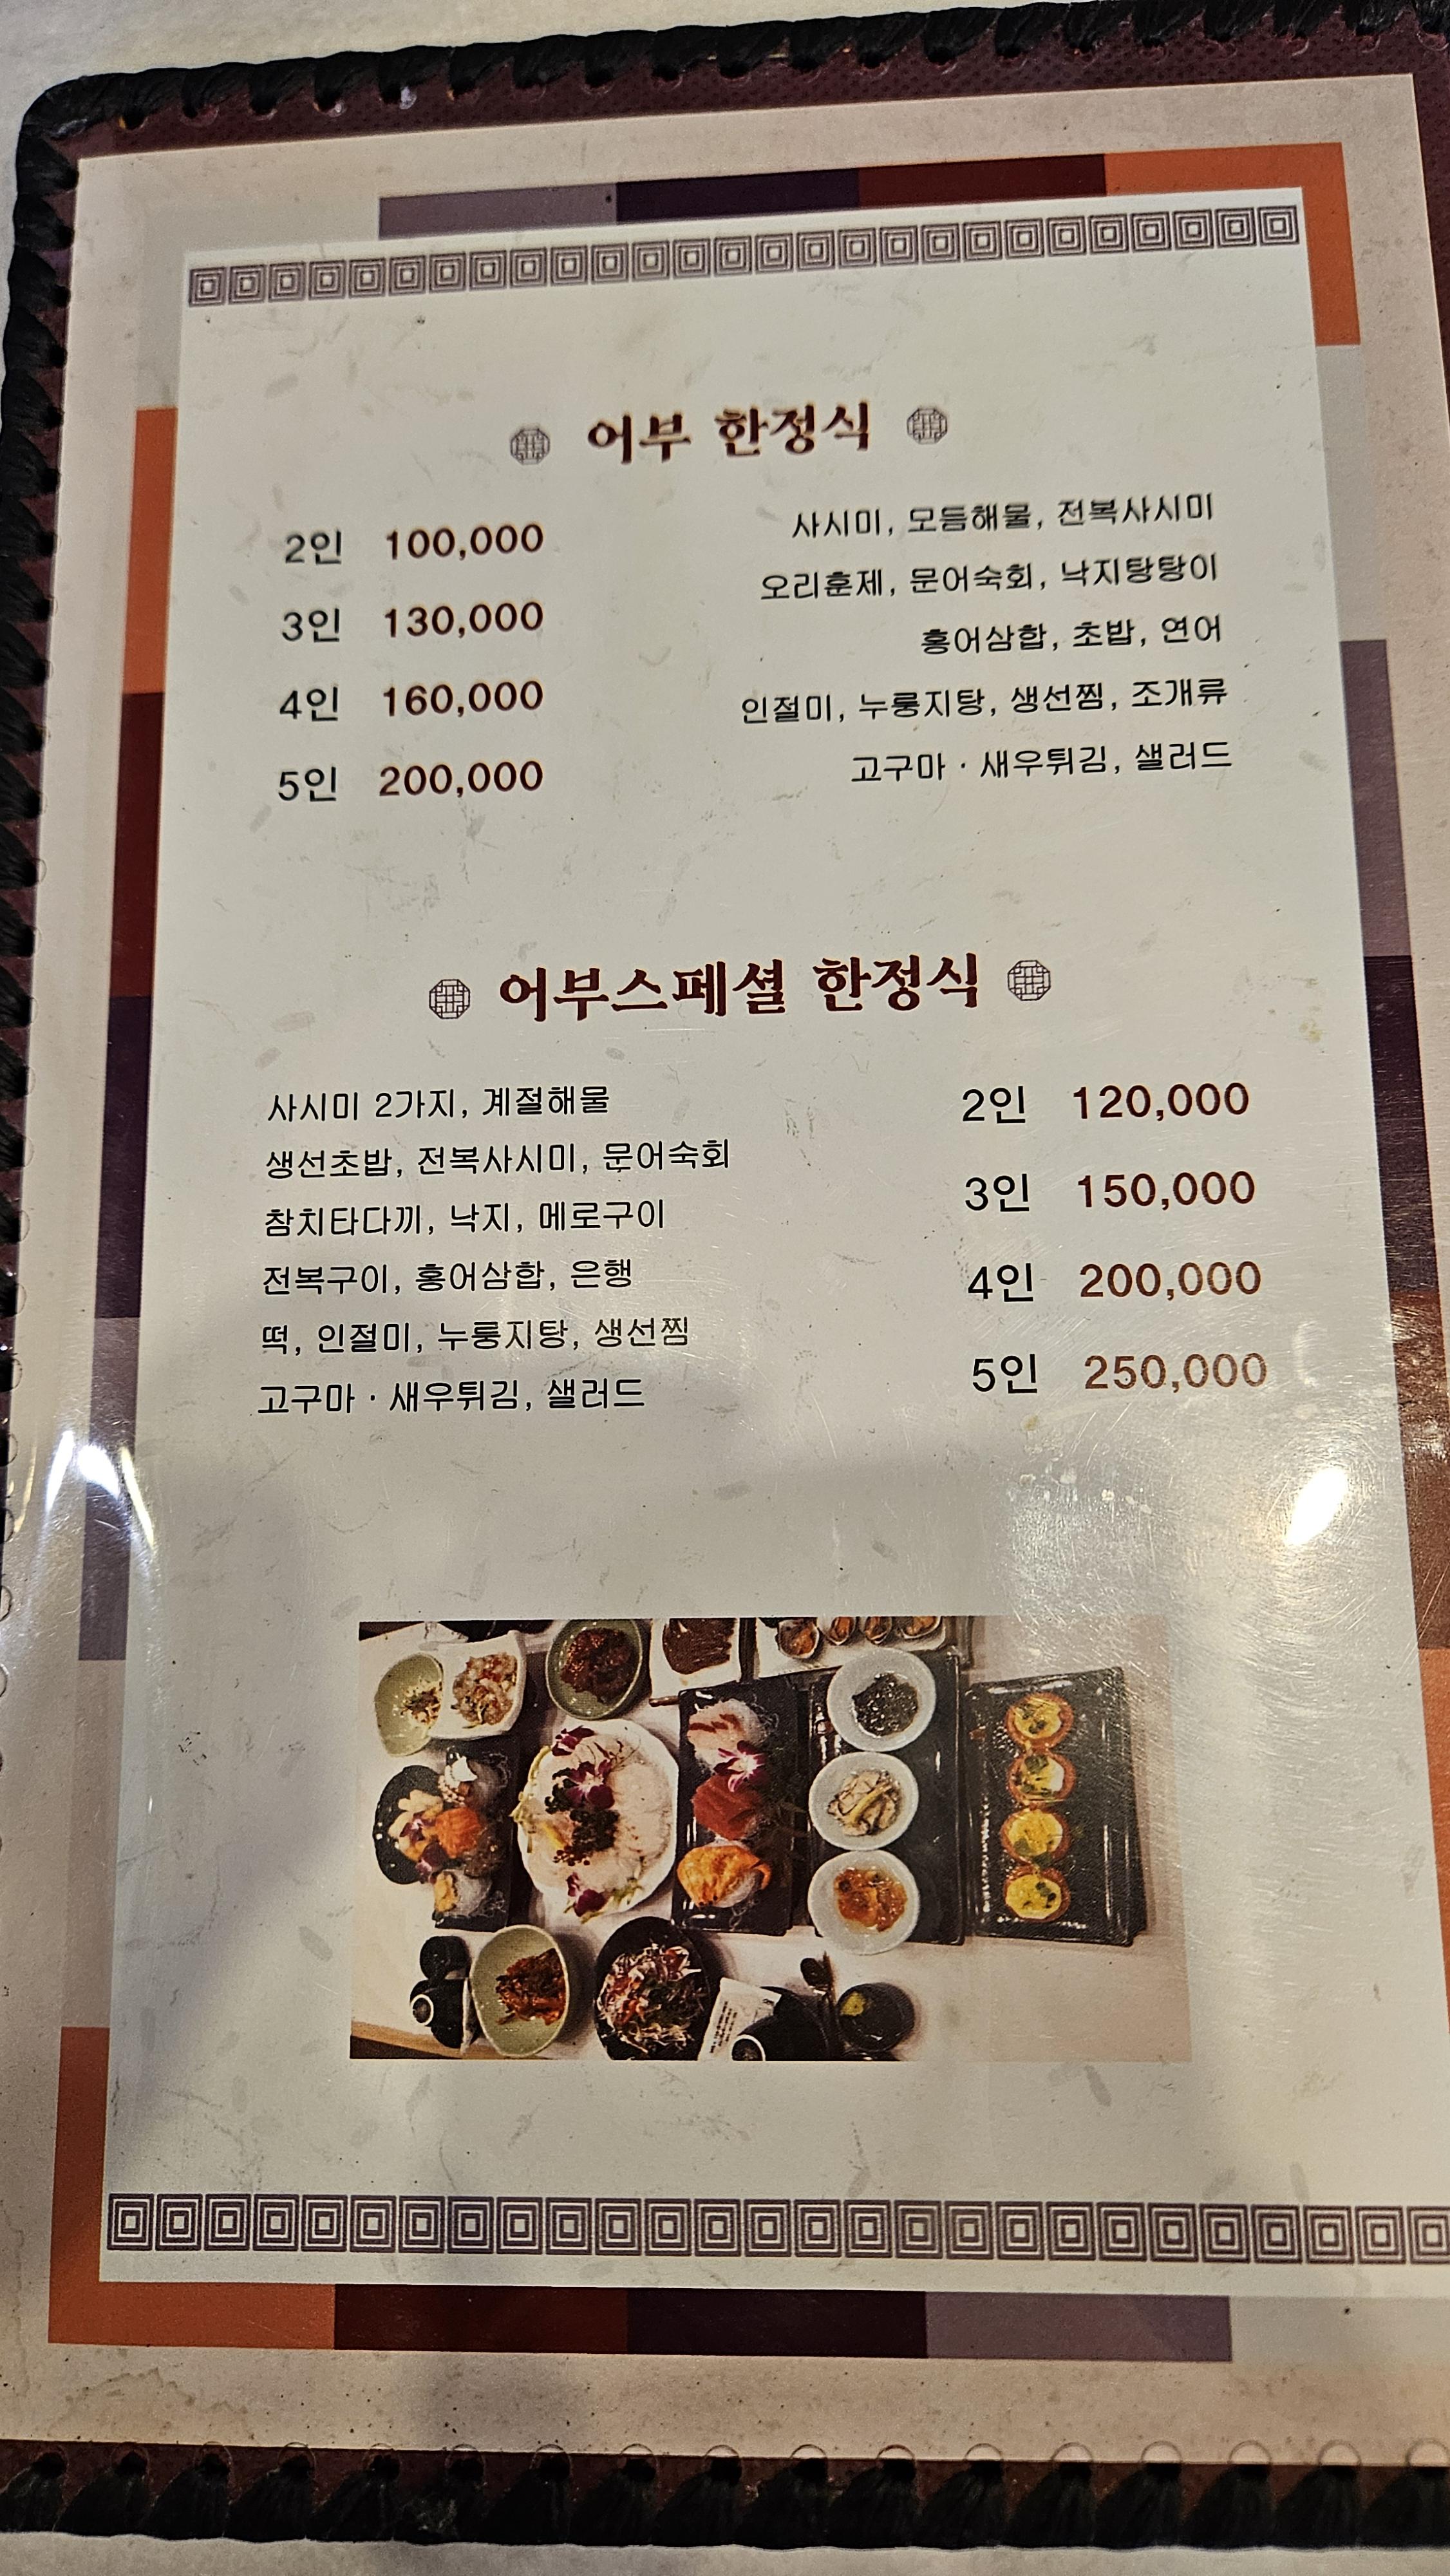 어부 한정식
2인 100,000
3인 130,000
4인 160,000
5인 200,000
사시미, 모듬해물, 전복사시미
오리훈제, 문어숙회, 낙지탕탕이
홍어삼합, 초밥, 연어
인절미, 누룽지탕, 생선찜, 조개류
고구마 · 새우튀김, 샐러드
어부스페셜 한정식
사시미 2가지, 계절해물
생선초밥, 전복사시미, 문어숙회
참치타다끼, 낙지, 메로구이
전복구이, 홍어삼합, 은행
떡, 인절미, 누룽지탕, 생선찜
고구마 · 새우튀김, 샐러드
2인 120,000
3인 150,000
4인 200,000
5인 250,000